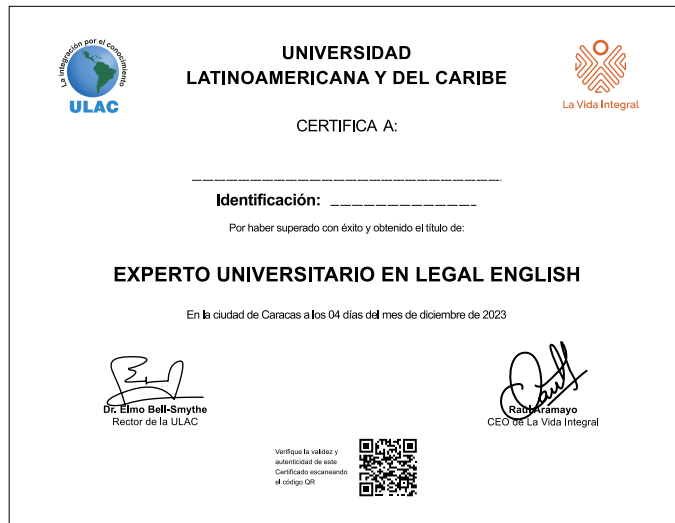 La integración por el conocimiento
ULAC
UNIVERSIDAD
LATINOAMERICANA Y DEL CARIBE
La Vida Integral
CERTIFICA A:
Identificación:
Por haber superado con éxito y obtenido el título de:
EXPERTO UNIVERSITARIO EN LEGAL ENGLISH
En la ciudad de Caracas a los 04 días del mes de diciembre de 2023
Dr. Elmo Bell-Smythe
Rector de la ULAC
Raúl Aramayo
CEO de La Vida Integral
Verifique la validez y
autenticidad de este
Certificado escaneando
el código QR